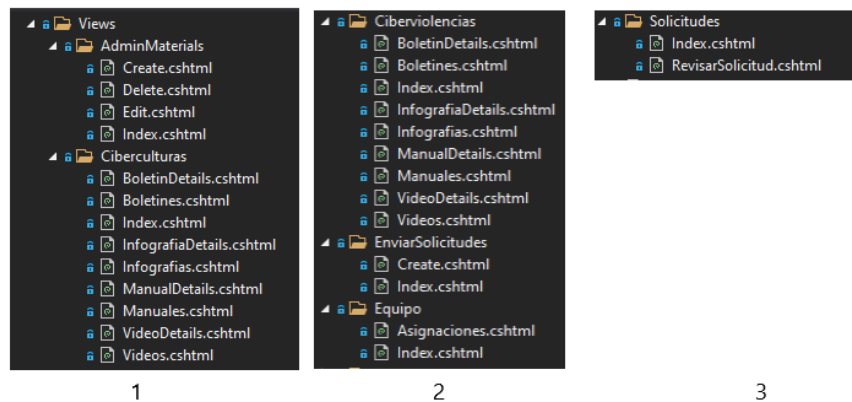 Views
AdminMaterials
Create.cshtml
Delete.cshtml
Edit.cshtml
Index.cshtml
Ciberculturas
BoletinDetails.cshtml
Boletines.cshtml
Index.cshtml
InfografiaDetails.cshtml
Infografias.cshtml
ManualDetails.cshtml
Manuales.cshtml
VideoDetails.cshtml
Videos.cshtml
1
Ciberviolencias
BoletinDetails.cshtml
Boletines.cshtml
Index.cshtml
InfografiaDetails.cshtml
Infografias.cshtml
ManualDetails.cshtml
Manuales.cshtml
VideoDetails.cshtml
Videos.cshtml
EnviarSolicitudes
Create.cshtml
Index.cshtml
Equipo
Asignaciones.cshtml
Index.cshtml
2
Solicitudes
Index.cshtml
RevisarSolicitud.cshtml
3